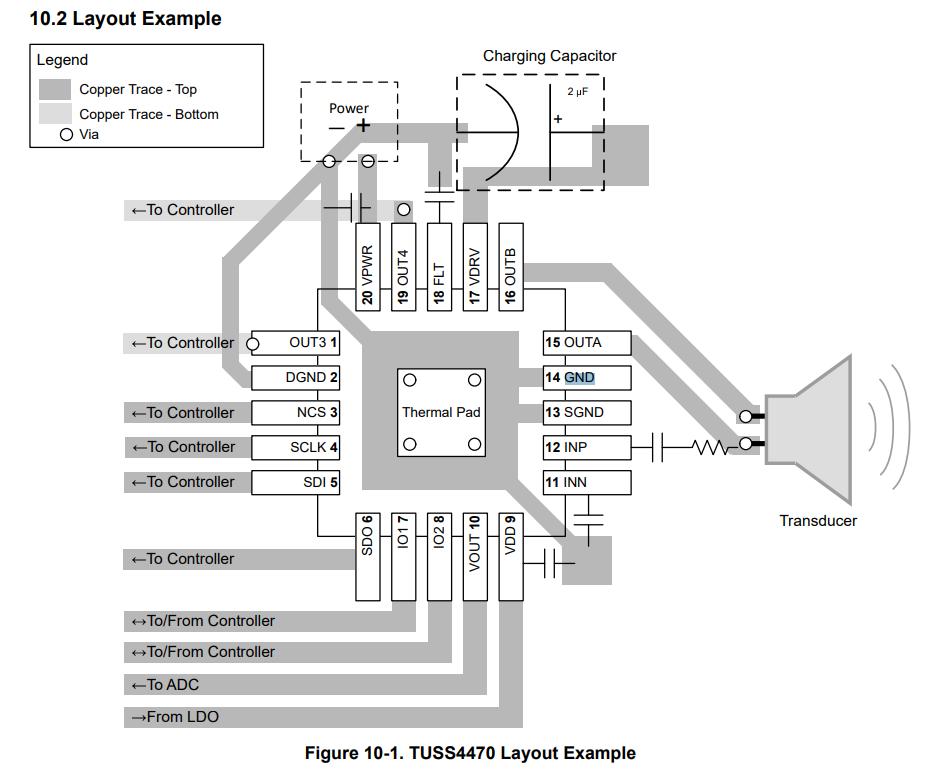 10.2 Layout Example
Legend
Copper Trace - Top
Copper Trace - Bottom
Via
Charging Capacitor
2 µF
+
Power
− +
←To Controller
20 VPWR
19 OUT4
18 FLT
17 VDRV
16 OUTB
←To Controller
OUT3 1
DGND 2
←To Controller
NCS 3
←To Controller
SCLK 4
←To Controller
SDI 5
Thermal Pad
15 OUTA
14 GND
13 SGND
12 INP
11 INN
Transducer
SDO 6
IO1 7
IO2 8
VOUT 10
VDD 9
←To Controller
↔To/From Controller
↔To/From Controller
←To ADC
→From LDO
Figure 10-1. TUSS4470 Layout Example